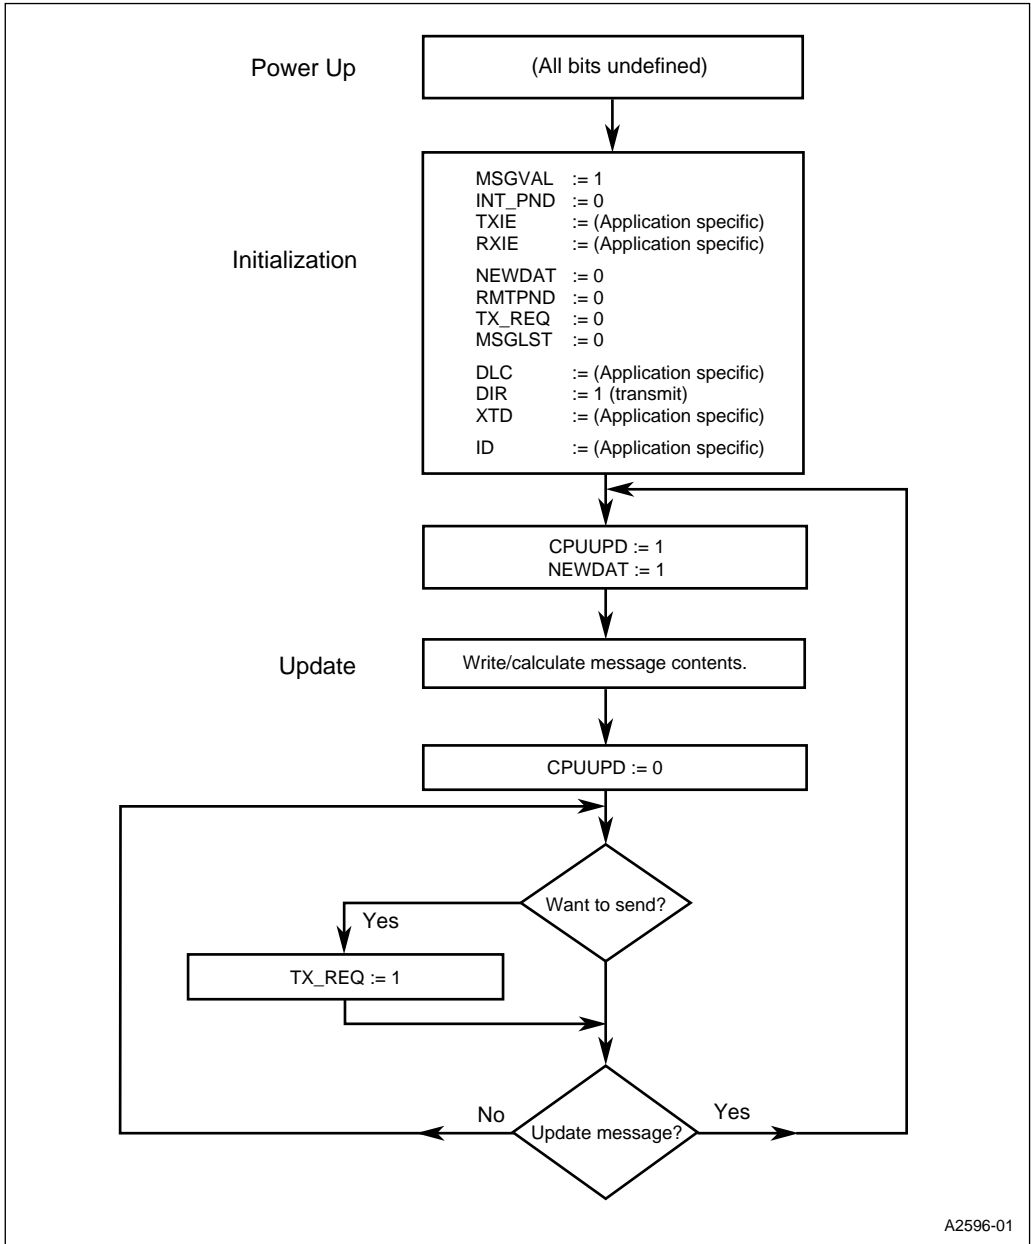 Power Up
(All bits undefined)
Initialization
MSGVAL := 1
INT_PND := 0
TXIE := (Application specific)
RXIE := (Application specific)
NEWDAT := 0
RMTPND := 0
TX_REQ := 0
MSGLST := 0
DLC := (Application specific)
DIR := 1 (transmit)
XTD := (Application specific)
ID := (Application specific)
CPUUPD := 1
NEWDAT := 1
Update
Write/calculate message contents.
CPUUPD := 0
Want to send?
Yes
TX_REQ := 1
No
Update message?
Yes
A2596-01